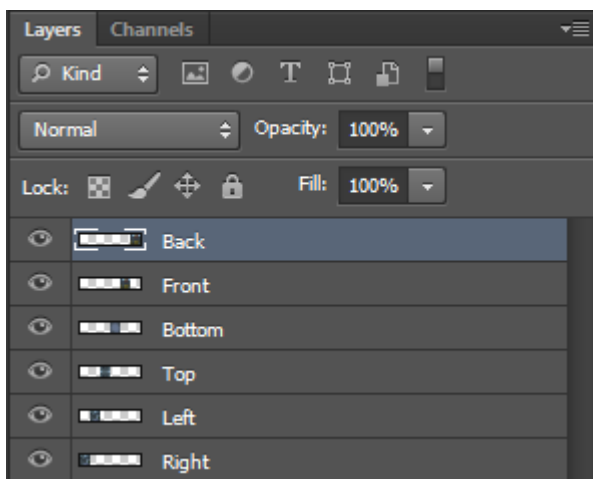 Layers Channels
Kind
Normal Opacity: 100%
Lock: Fill: 100%
Back
Front
Bottom
Top
Left
Right